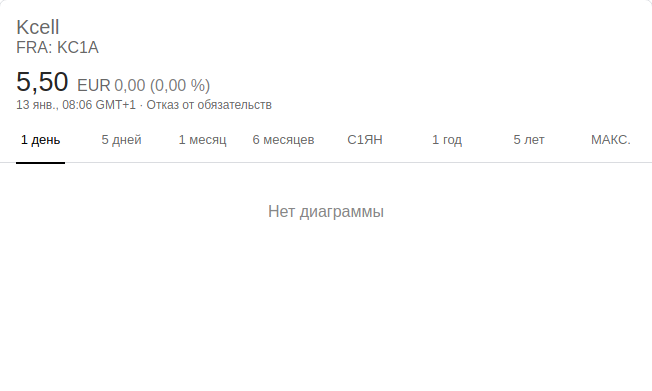 Kcell
FRA: KC1A
5,50 EUR 0,00 (0,00 %)
13 янв., 08:06 GMT+1 · Отказ от обязательств
1 день 5 дней 1 месяц 6 месяцев С1ЯН 1 год 5 лет МАКС.
Нет диаграммы